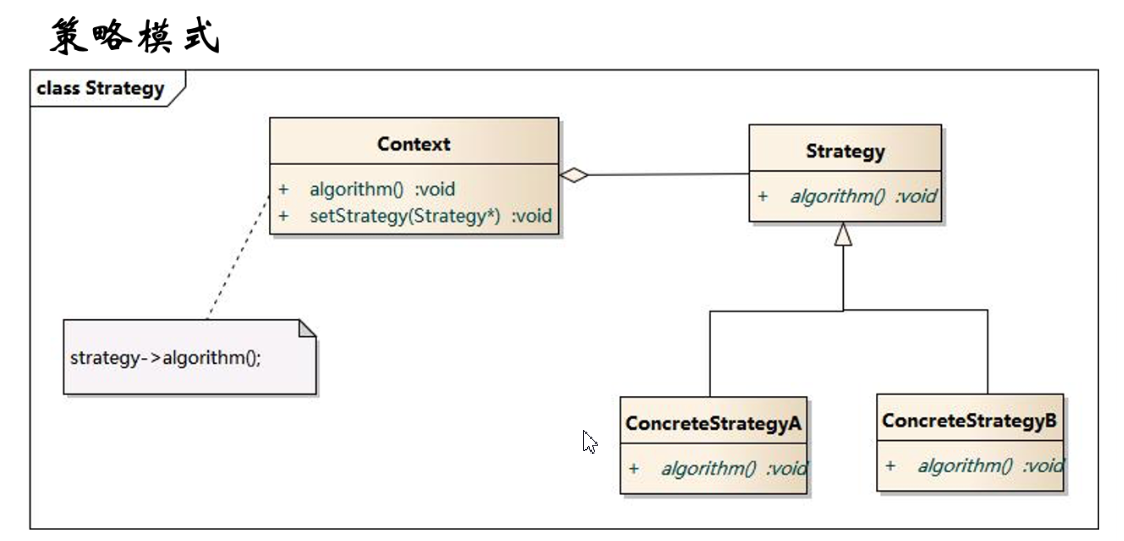 策略模式
class Strategy
Context
+ algorithm() :void
+ setStrategy(Strategy*) :void
Strategy
+ algorithm() :void
strategy->algorithm();
ConcreteStrategyA
+ algorithm() :void
ConcreteStrategyB
+ algorithm() :void